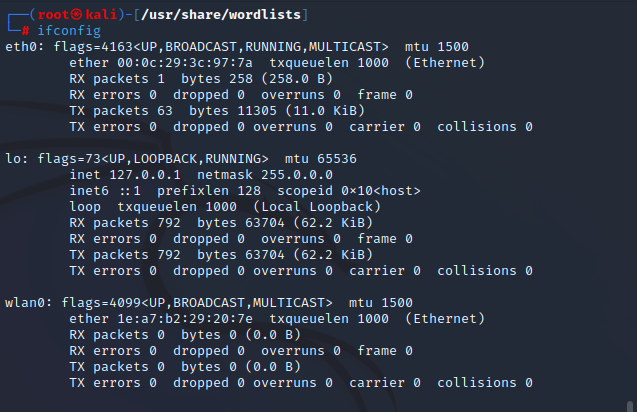 ┌──(root㉿kali)-[/usr/share/wordlists]
└─# ifconfig
eth0: flags=4163<UP,BROADCAST,RUNNING,MULTICAST>  mtu 1500
        ether 00:0c:29:3c:97:7a  txqueuelen 1000  (Ethernet)
        RX packets 1  bytes 258 (258.0 B)
        RX errors 0  dropped 0  overruns 0  frame 0
        TX packets 63  bytes 11305 (11.0 KiB)
        TX errors 0  dropped 0 overruns 0  carrier 0  collisions 0

lo: flags=73<UP,LOOPBACK,RUNNING>  mtu 65536
        inet 127.0.0.1  netmask 255.0.0.0
        inet6 ::1  prefixlen 128  scopeid 0x10<host>
        loop  txqueuelen 1000  (Local Loopback)
        RX packets 792  bytes 63704 (62.2 KiB)
        RX errors 0  dropped 0  overruns 0  frame 0
        TX packets 792  bytes 63704 (62.2 KiB)
        TX errors 0  dropped 0 overruns 0  carrier 0  collisions 0

wlan0: flags=4099<UP,BROADCAST,MULTICAST>  mtu 1500
        ether 1e:a7:b2:29:20:7e  txqueuelen 1000  (Ethernet)
        RX packets 0  bytes 0 (0.0 B)
        RX errors 0  dropped 0  overruns 0  frame 0
        TX packets 0  bytes 0 (0.0 B)
        TX errors 0  dropped 0 overruns 0  carrier 0  collisions 0